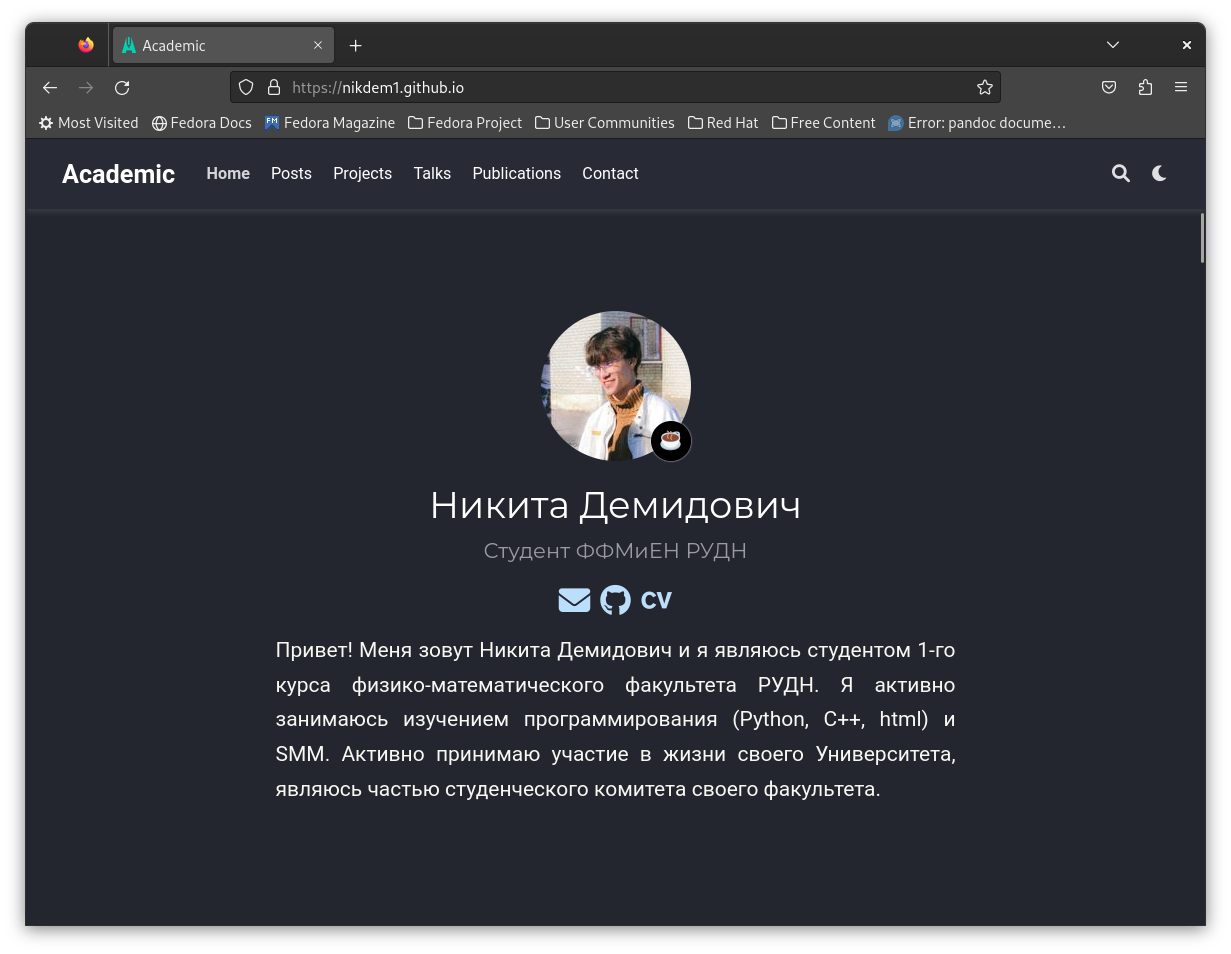 Academic
https://nikdem1.github.io
Most Visited Fedora Docs Fedora Magazine Fedora Project User Communities Red Hat Free Content Error: pandoc docume…
Academic Home Posts Projects Talks Publications Contact
Никита Демидович
Студент ФФМиЕН РУДН
CV
Привет! Меня зовут Никита Демидович и я являюсь студентом 1-го
курса физико-математического факультета РУДН. Я активно
занимаюсь изучением программирования (Python, C++, html) и
SMM. Активно принимаю участие в жизни своего Университета,
являюсь частью студенческого комитета своего факультета.